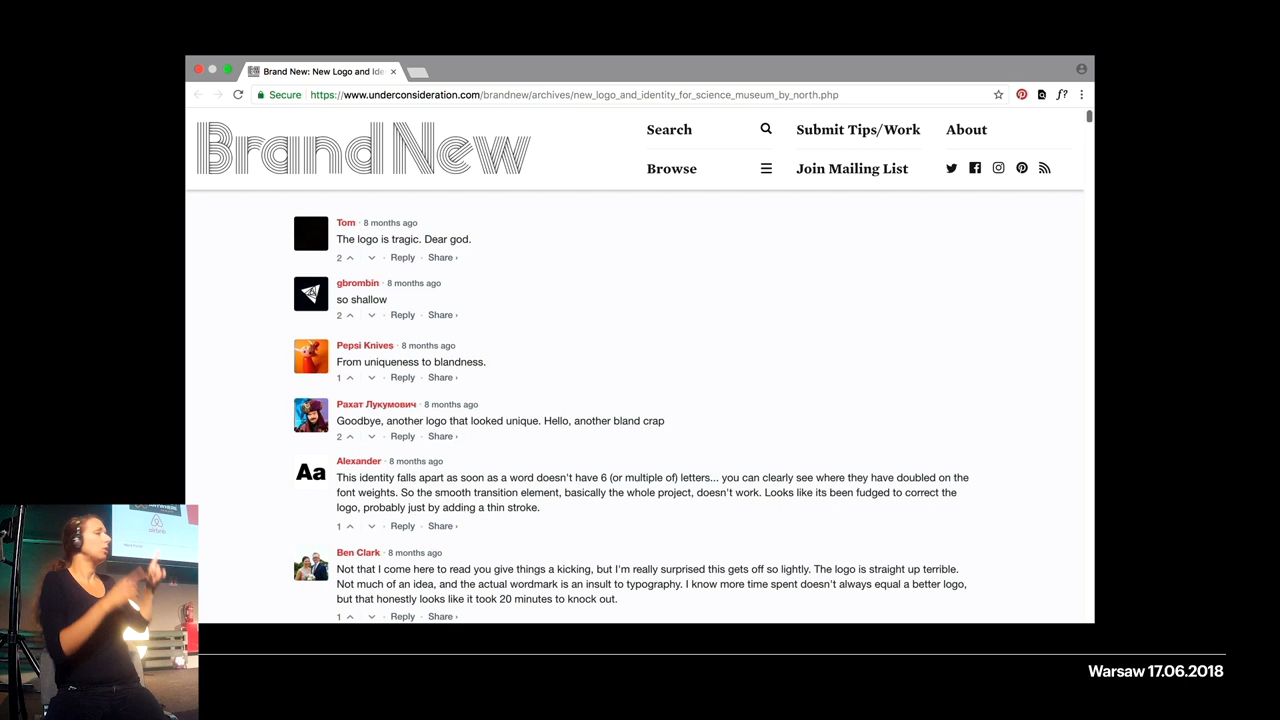 Brand New: New Logo and Ide
Secure https://www.underconsideration.com/brandnew/archives/new_logo_and_identity_for_science_museum_by_north.php
f?
Brand New
Search
Submit Tips/Work
About
Browse
Join Mailing List
Tom · 8 months ago
The logo is tragic. Dear god.
2 Reply Share ›
gbrombin · 8 months ago
so shallow
2 Reply Share ›
Pepsi Knives · 8 months ago
From uniqueness to blandness.
1 Reply Share ›
Рахат Лукумович · 8 months ago
Goodbye, another logo that looked unique. Hello, another bland crap
2 Reply Share ›
Aa
Alexander · 8 months ago
This identity falls apart as soon as a word doesn't have 6 (or multiple of) letters... you can clearly see where they have doubled on the
font weights. So the smooth transition element, basically the whole project, doesn't work. Looks like its been fudged to correct the
logo, probably just by adding a thin stroke.
1 Reply Share ›
Ben Clark · 8 months ago
Not that I come here to read you give things a kicking, but I'm really surprised this gets off so lightly. The logo is straight up terrible.
Not much of an idea, and the actual wordmark is an insult to typography. I know more time spent doesn't always equal a better logo,
but that honestly looks like it took 20 minutes to knock out.
1 Reply Share ›
airbnb
Warsaw 17.06.2018